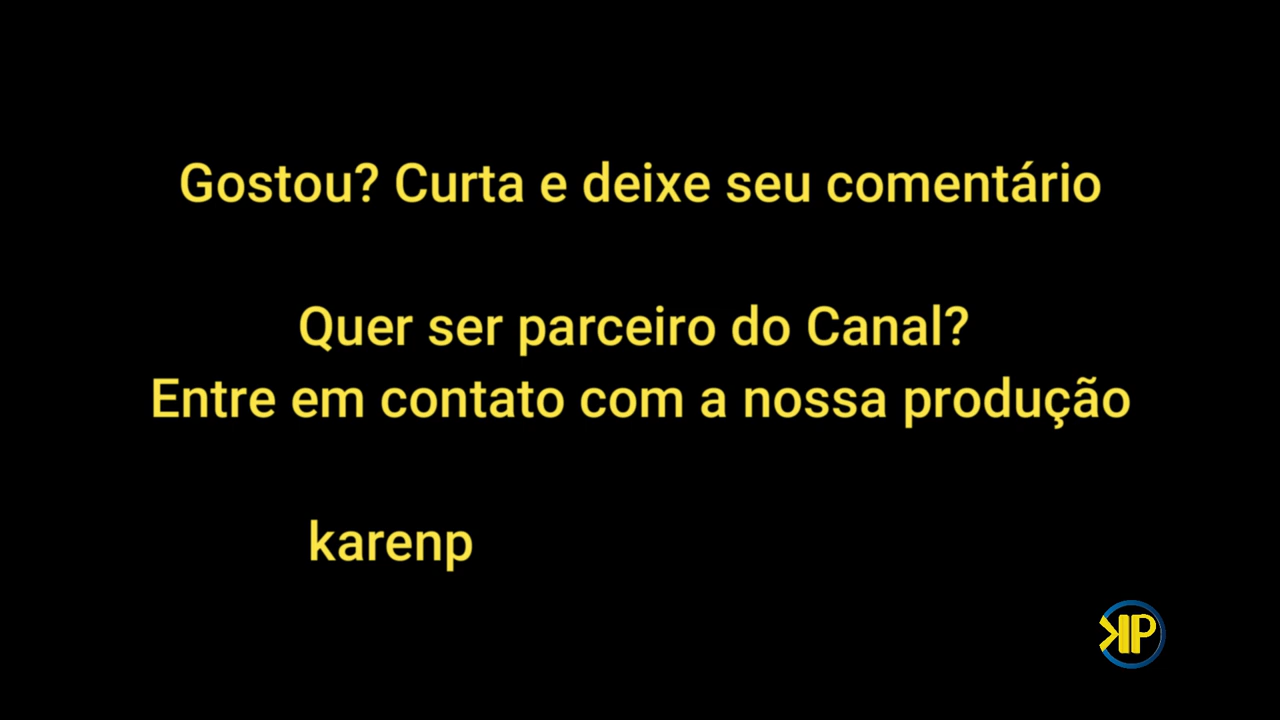 Gostou? Curta e deixe seu comentário
Quer ser parceiro do Canal?
Entre em contato com a nossa produção
karenp
KP